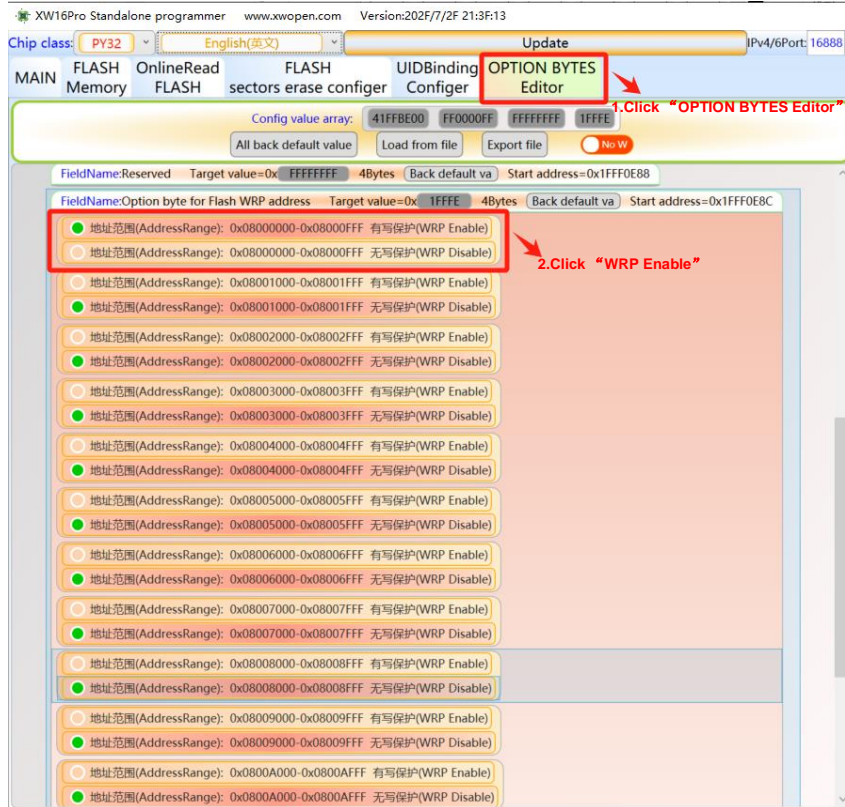 XW16Pro Standalone programmer www.xwopen.com Version:202F/7/2F 21:3F:13
Chip class: PY32 English(英文) Update IPv4/6Port: 16888
MAIN FLASH Memory OnlineRead FLASH FLASH sectors erase configer UIDBinding Configer OPTION BYTES Editor
1.Click “OPTION BYTES Editor”
Config value array: 41FFBE00 FF0000FF FFFFFFFF 1FFFE
All back default value Load from file Export file No W
FieldName:Reserved Target value=0x FFFFFFFF 4Bytes Back default va Start address=0x1FFF0E88
FieldName:Option byte for Flash WRP address Target value=0x 1FFFE 4Bytes Back default va Start address=0x1FFF0E8C
地址范围(AddressRange): 0x08000000-0x08000FFF 有写保护(WRP Enable)
地址范围(AddressRange): 0x08000000-0x08000FFF 无写保护(WRP Disable)
2.Click “WRP Enable”
地址范围(AddressRange): 0x08001000-0x08001FFF 有写保护(WRP Enable)
地址范围(AddressRange): 0x08001000-0x08001FFF 无写保护(WRP Disable)
地址范围(AddressRange): 0x08002000-0x08002FFF 有写保护(WRP Enable)
地址范围(AddressRange): 0x08002000-0x08002FFF 无写保护(WRP Disable)
地址范围(AddressRange): 0x08003000-0x08003FFF 有写保护(WRP Enable)
地址范围(AddressRange): 0x08003000-0x08003FFF 无写保护(WRP Disable)
地址范围(AddressRange): 0x08004000-0x08004FFF 有写保护(WRP Enable)
地址范围(AddressRange): 0x08004000-0x08004FFF 无写保护(WRP Disable)
地址范围(AddressRange): 0x08005000-0x08005FFF 有写保护(WRP Enable)
地址范围(AddressRange): 0x08005000-0x08005FFF 无写保护(WRP Disable)
地址范围(AddressRange): 0x08006000-0x08006FFF 有写保护(WRP Enable)
地址范围(AddressRange): 0x08006000-0x08006FFF 无写保护(WRP Disable)
地址范围(AddressRange): 0x08007000-0x08007FFF 有写保护(WRP Enable)
地址范围(AddressRange): 0x08007000-0x08007FFF 无写保护(WRP Disable)
地址范围(AddressRange): 0x08008000-0x08008FFF 有写保护(WRP Enable)
地址范围(AddressRange): 0x08008000-0x08008FFF 无写保护(WRP Disable)
地址范围(AddressRange): 0x08009000-0x08009FFF 有写保护(WRP Enable)
地址范围(AddressRange): 0x08009000-0x08009FFF 无写保护(WRP Disable)
地址范围(AddressRange): 0x0800A000-0x0800AFFF 有写保护(WRP Enable)
地址范围(AddressRange): 0x0800A000-0x0800AFFF 无写保护(WRP Disable)